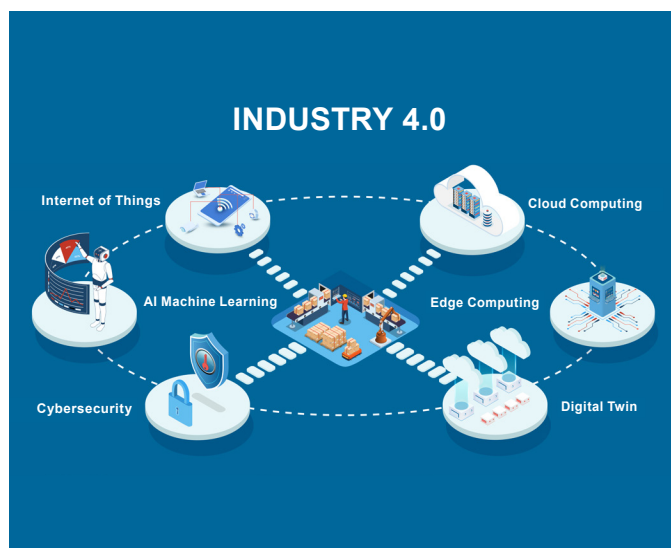 INDUSTRY 4.0
Internet of Things
Cloud Computing
AI Machine Learning
Edge Computing
Cybersecurity
Digital Twin